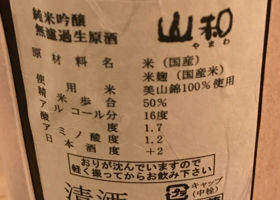 純米吟醸
無濾過生原酒
山和
やまわ
原材料名 米(国産)
米麹(国産米)
使用米 美山錦100%使用
精米歩合 50%
アルコール分 16度
酸度 1.7
アミノ酸度 1.2
日本酒度 +2
おりが沈んでいますので
軽く振ってからお飲み下さい
清酒
キャップ
(中栓)